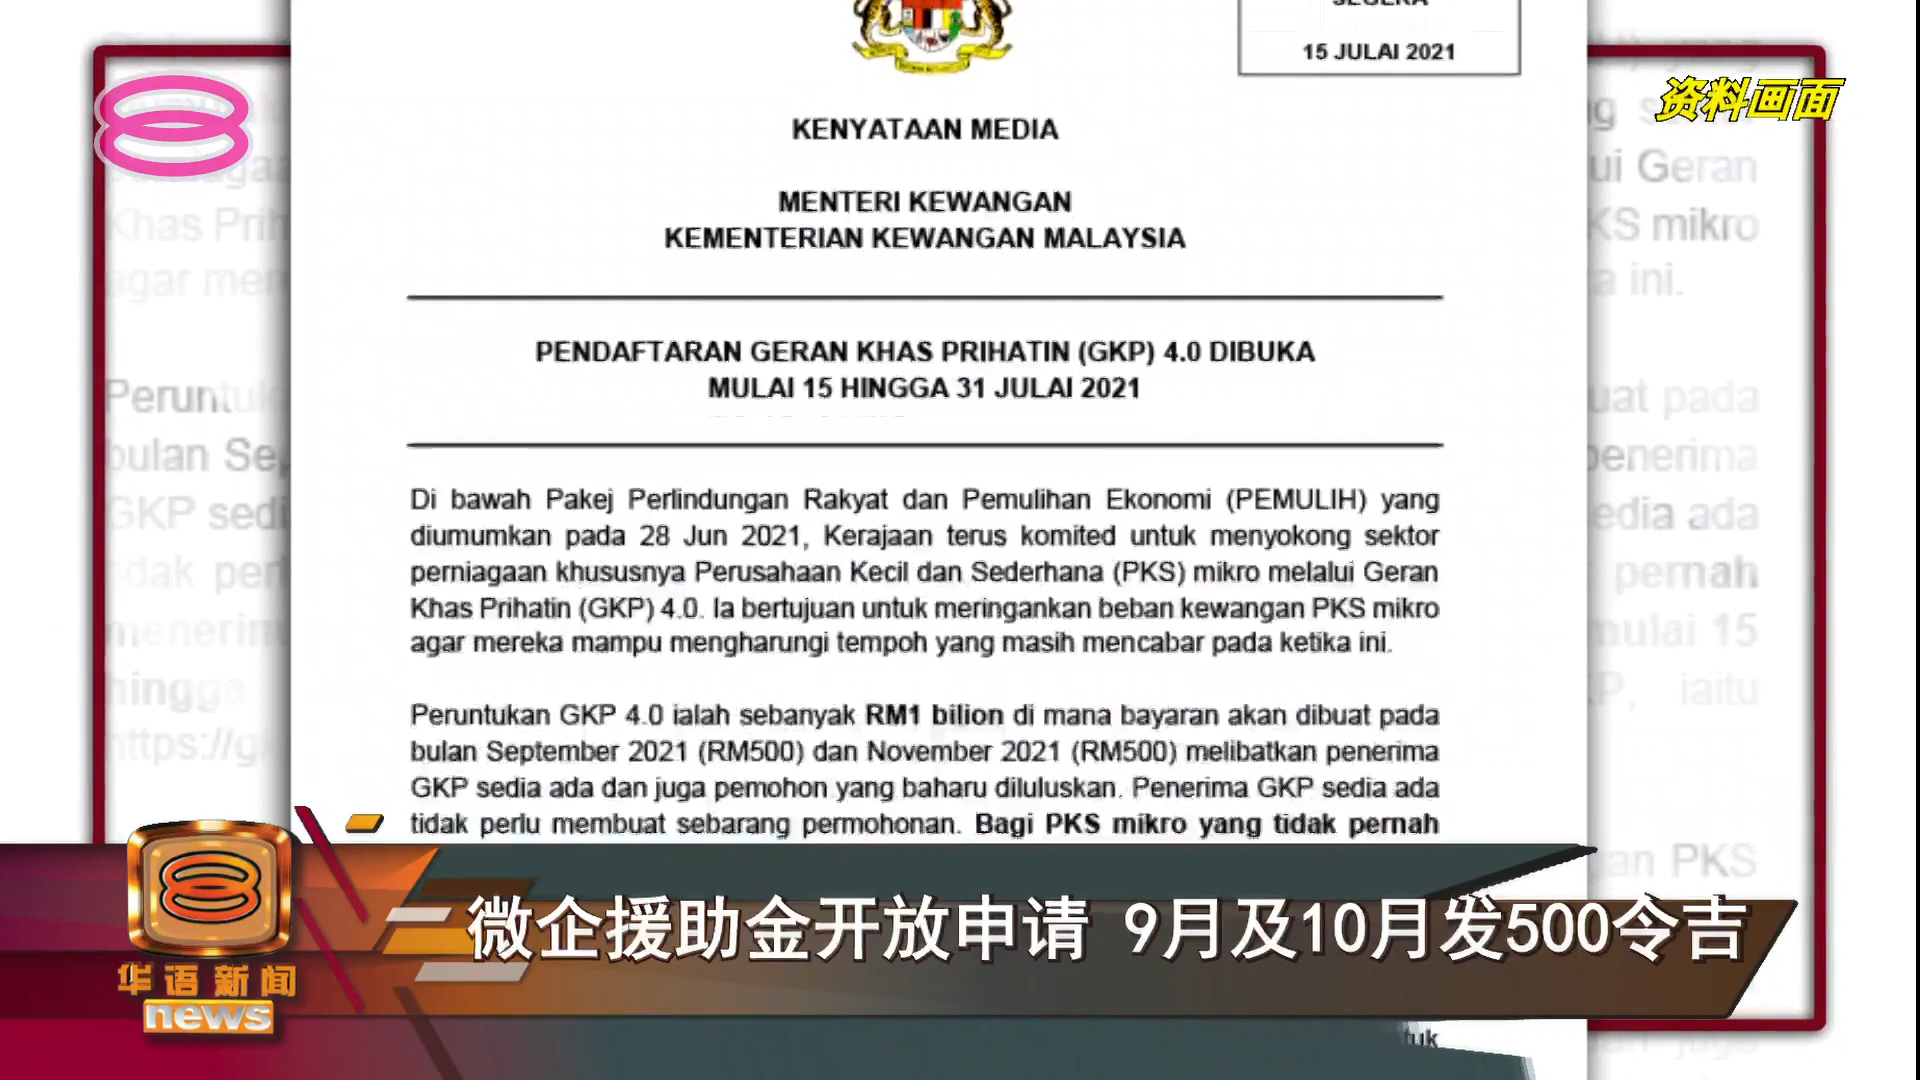 SEGERA
15 JULAI 2021
资料画面
KENYATAAN MEDIA
MENTERI KEWANGAN
KEMENTERIAN KEWANGAN MALAYSIA
PENDAFTARAN GERAN KHAS PRIHATIN (GKP) 4.0 DIBUKA
MULAI 15 HINGGA 31 JULAI 2021
Di bawah Pakej Perlindungan Rakyat dan Pemulihan Ekonomi (PEMULIH) yang
diumumkan pada 28 Jun 2021, Kerajaan terus komited untuk menyokong sektor
perniagaan khususnya Perusahaan Kecil dan Sederhana (PKS) mikro melalui Geran
Khas Prihatin (GKP) 4.0. Ia bertujuan untuk meringankan beban kewangan PKS mikro
agar mereka mampu mengharungi tempoh yang masih mencabar pada ketika ini.
Peruntukan GKP 4.0 ialah sebanyak RM1 bilion di mana bayaran akan dibuat pada
bulan September 2021 (RM500) dan November 2021 (RM500) melibatkan penerima
GKP sedia ada dan juga pemohon yang baharu diluluskan. Penerima GKP sedia ada
tidak perlu membuat sebarang permohonan. Bagi PKS mikro yang tidak pernah
微企援助金开放申请 9月及10月发500令吉
华语新闻
news